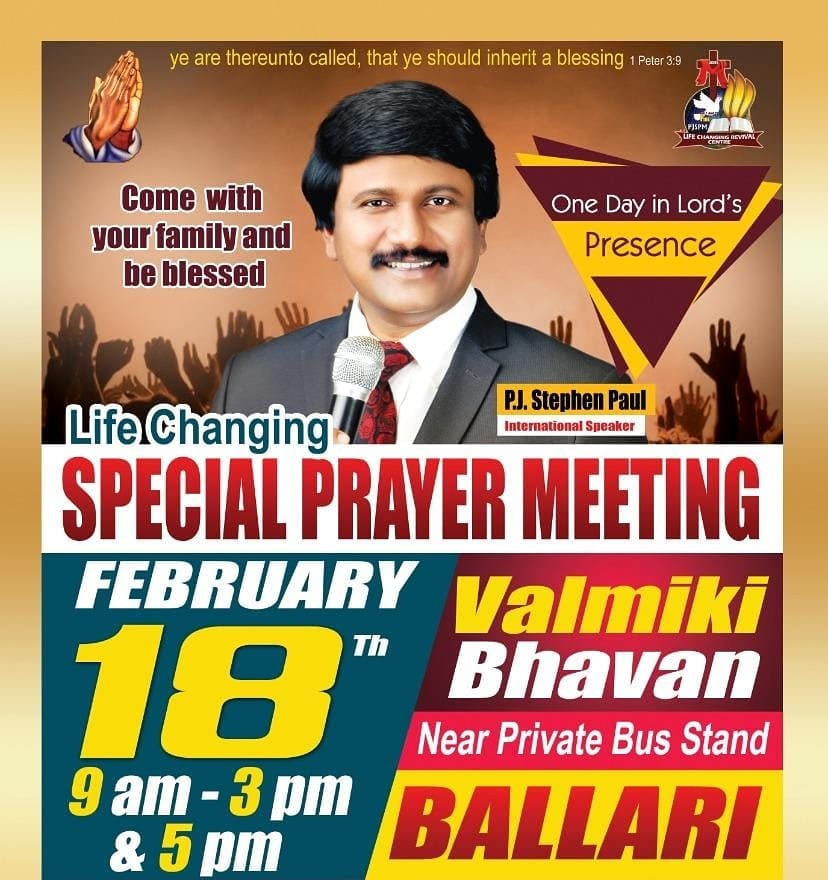 ye are thereunto called, that ye should inherit a blessing 1 Peter 3:9
PJSPM
LIFE CHANGING REVIVAL
CENTRE
Come with
your family and
be blessed
One Day in Lord's
Presence
P.J. Stephen Paul
International Speaker
Life Changing
SPECIAL PRAYER MEETING
FEBRUARY
18Th
9 am - 3 pm
& 5 pm
Valmiki
Bhavan
Near Private Bus Stand
BALLARI